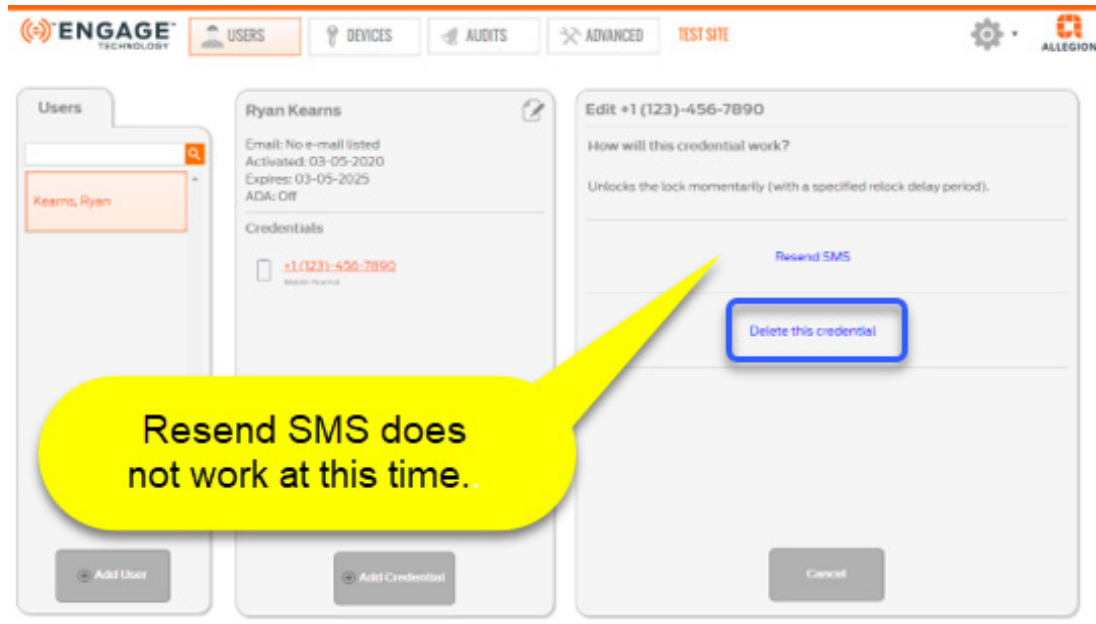 ENGAGE™
TECHNOLOGY
USERS
DEVICES
AUDITS
ADVANCED
TEST SITE
ALLEGION
Users
Kearns, Ryan
Add User
Ryan Kearns
Email: No e-mail listed
Activated: 03-05-2020
Expires: 03-05-2025
ADA: Off
Credentials
+1 (123)-456-7890
Mobile Normal
Add Credential
Edit +1 (123)-456-7890
How will this credential work?
Unlocks the lock momentarily (with a specified relock delay period).
Resend SMS
Delete this credential
Cancel
Resend SMS does
not work at this time..